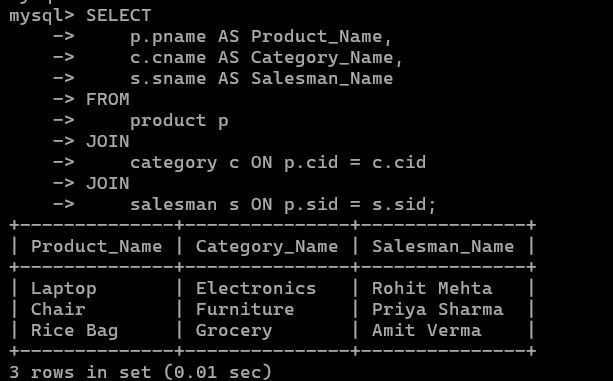 mysql> SELECT
    ->     p.pname AS Product_Name,
    ->     c.cname AS Category_Name,
    ->     s.sname AS Salesman_Name
    -> FROM
    ->     product p
    -> JOIN
    ->     category c ON p.cid = c.cid
    -> JOIN
    ->     salesman s ON p.sid = s.sid;
+--------------+---------------+---------------+
| Product_Name | Category_Name | Salesman_Name |
+--------------+---------------+---------------+
| Laptop       | Electronics   | Rohit Mehta   |
| Chair        | Furniture     | Priya Sharma  |
| Rice Bag     | Grocery       | Amit Verma    |
+--------------+---------------+---------------+
3 rows in set (0.01 sec)